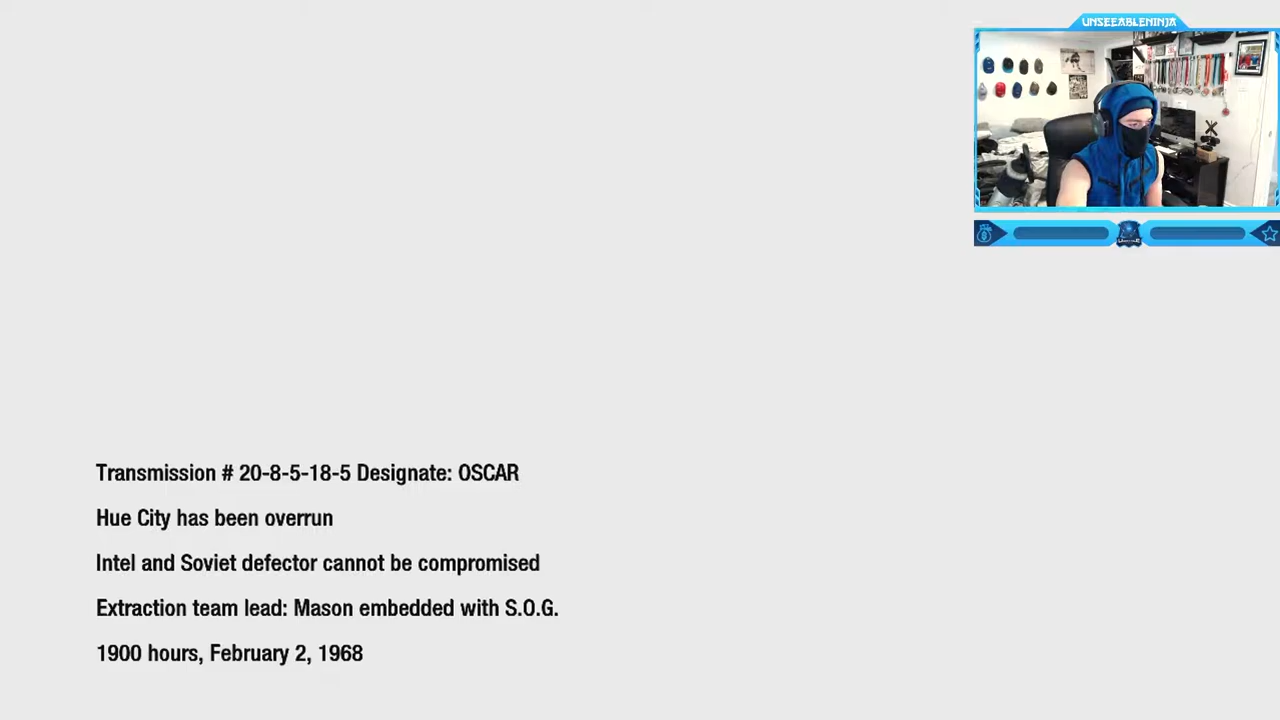 UNSEEABLENINJA
Transmission # 20-8-5-18-5 Designate: OSCAR
Hue City has been overrun
Intel and Soviet defector cannot be compromised
Extraction team lead: Mason embedded with S.O.G.
1900 hours, February 2, 1968